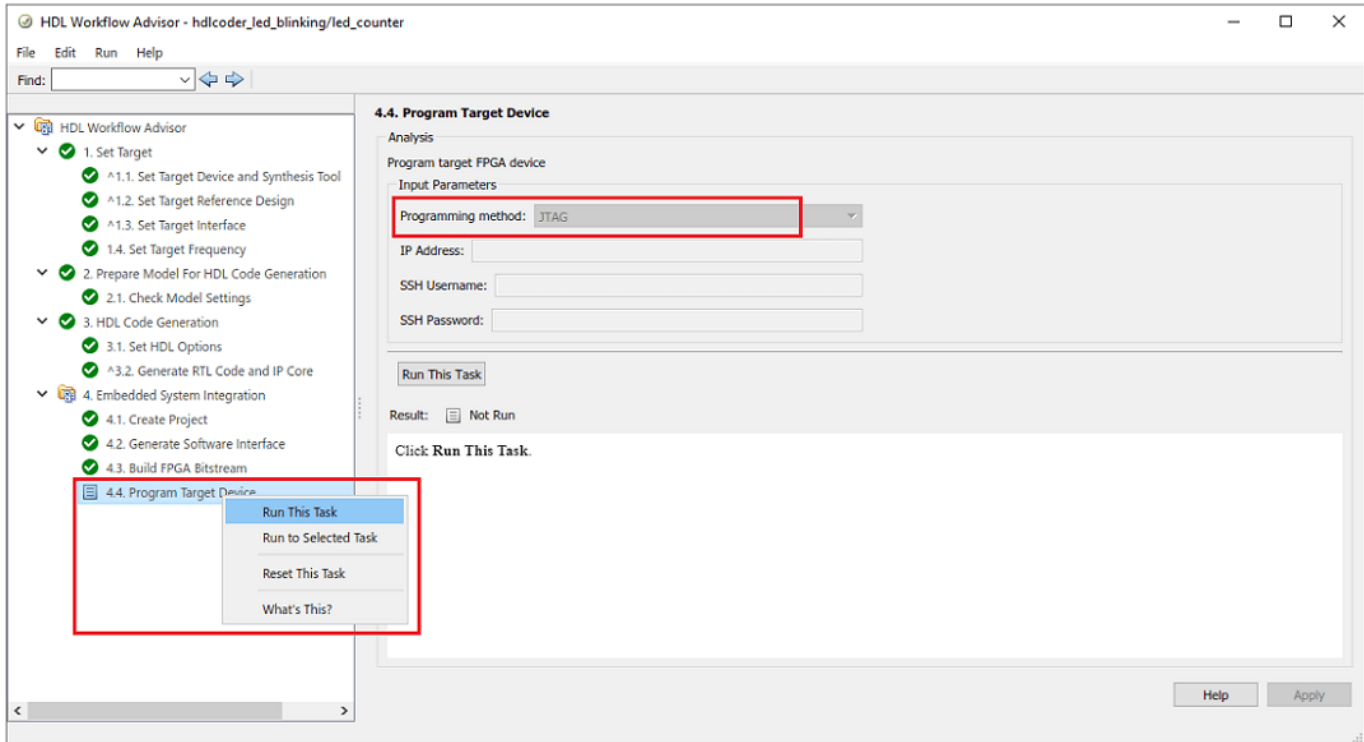 HDL Workflow Advisor - hdlcoder_led_blinking/led_counter
File Edit Run Help
Find:
HDL Workflow Advisor
1. Set Target
^1.1. Set Target Device and Synthesis Tool
^1.2. Set Target Reference Design
^1.3. Set Target Interface
1.4. Set Target Frequency
2. Prepare Model For HDL Code Generation
2.1. Check Model Settings
3. HDL Code Generation
3.1. Set HDL Options
^3.2. Generate RTL Code and IP Core
4. Embedded System Integration
4.1. Create Project
4.2. Generate Software Interface
4.3. Build FPGA Bitstream
4.4. Program Target Device
Run This Task
Run to Selected Task
Reset This Task
What's This?
4.4. Program Target Device
Analysis
Program target FPGA device
Input Parameters
Programming method: JTAG
IP Address:
SSH Username:
SSH Password:
Run This Task
Result: Not Run
Click Run This Task.
Help Apply